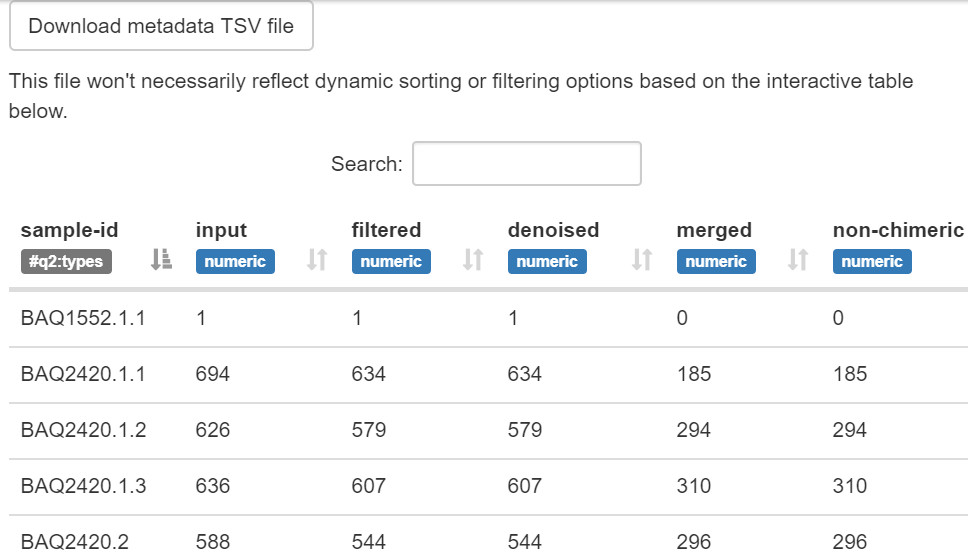 Download metadata TSV file
This file won't necessarily reflect dynamic sorting or filtering options based on the interactive table
below.
Search:
sample-id input filtered denoised merged non-chimeric
#q2:types numeric numeric numeric numeric numeric
BAQ1552.1.1 1 1 1 0 0
BAQ2420.1.1 694 634 634 185 185
BAQ2420.1.2 626 579 579 294 294
BAQ2420.1.3 636 607 607 310 310
BAQ2420.2 588 544 544 296 296